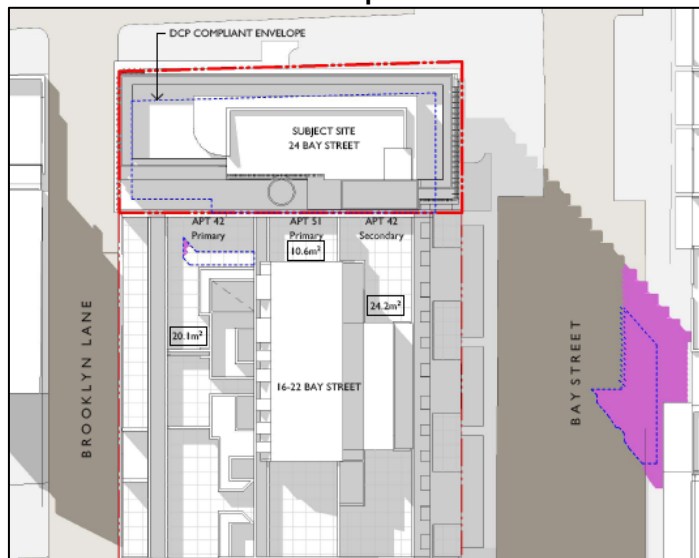 DCP COMPLIANT ENVELOPE
SUBJECT SITE
24 BAY STREET
APT 42
Primary
APT 51
Primary
APT 42
Secondary
10.6m²
24.2m²
20.1m²
16-22 BAY STREET
BROOKLYN LANE
BAY STREET